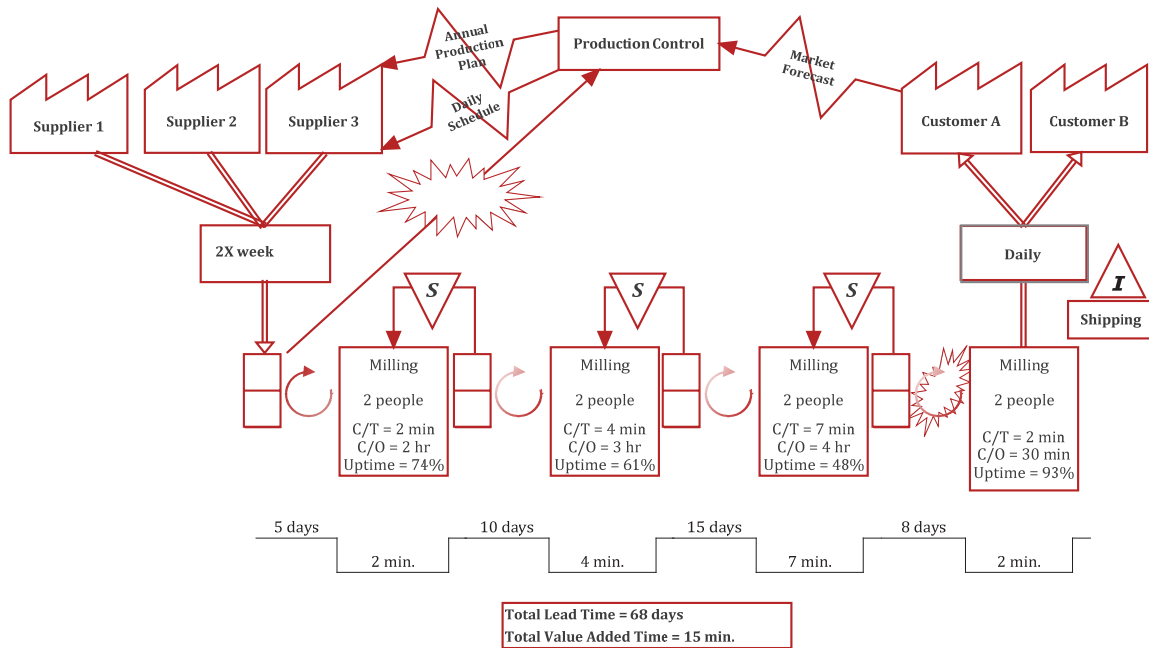 Annual
Production
Plan
Production Control
Market
Forecast
Daily
Schedule
Supplier 1
Supplier 2
Supplier 3
Customer A
Customer B
2X week
Daily
S
S
S
I
Shipping
Milling
2 people
C/T = 2 min
C/O = 2 hr
Uptime = 74%
Milling
2 people
C/T = 4 min
C/O = 3 hr
Uptime = 61%
Milling
2 people
C/T = 7 min
C/O = 4 hr
Uptime = 48%
Milling
2 people
C/T = 2 min
C/O = 30 min
Uptime = 93%
5 days
10 days
15 days
8 days
2 min.
4 min.
7 min.
2 min.
Total Lead Time = 68 days
Total Value Added Time = 15 min.